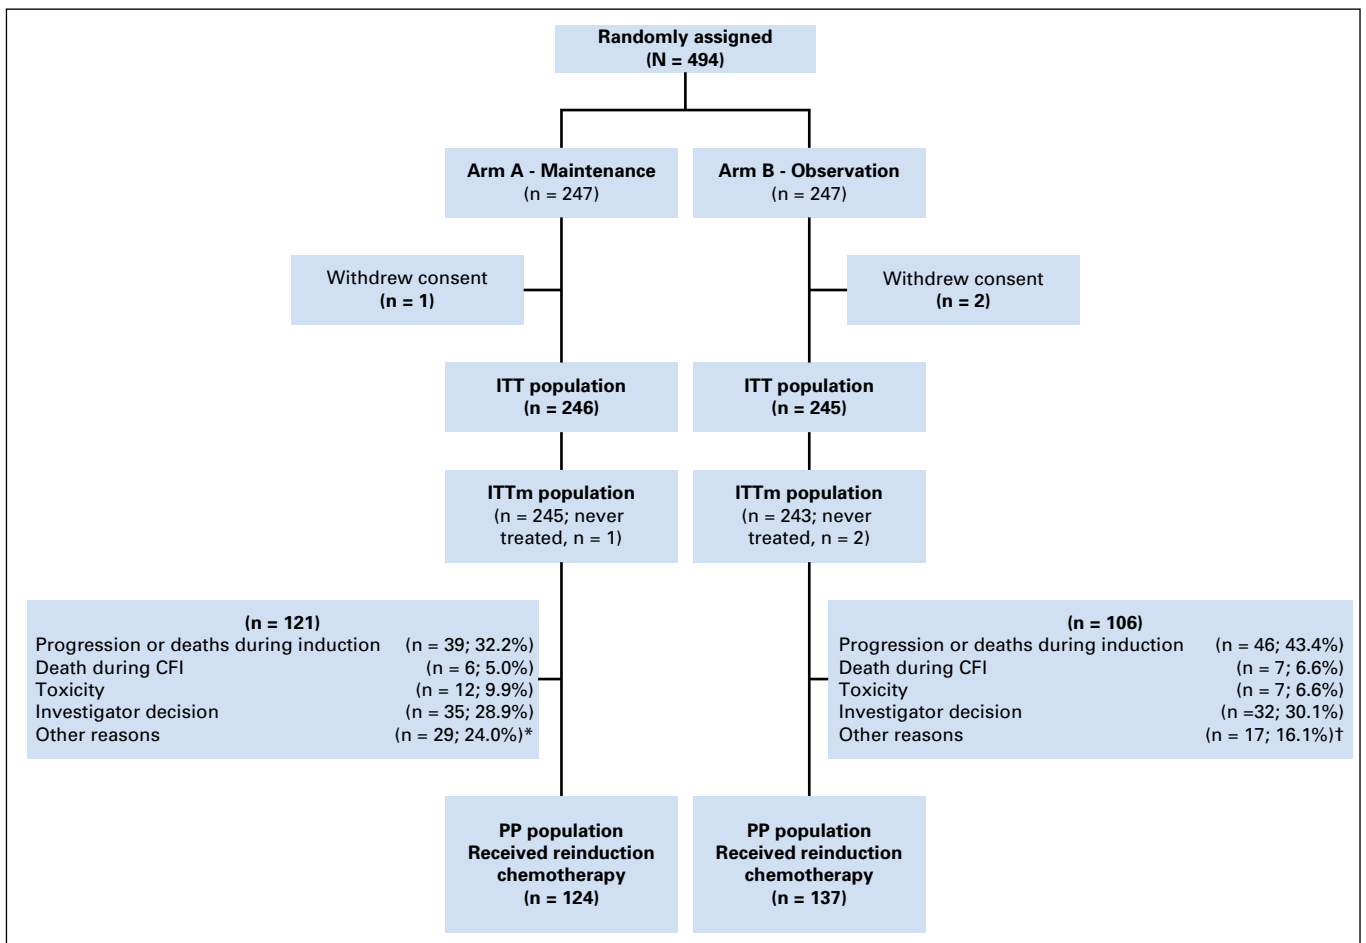 Randomly assigned
(N = 494)
Arm A - Maintenance
(n = 247)
Arm B - Observation
(n = 247)
Withdrew consent
(n = 1)
Withdrew consent
(n = 2)
ITT population
(n = 246)
ITT population
(n = 245)
ITTm population
(n = 245; never
treated, n = 1)
ITTm population
(n = 243; never
treated, n = 2)
(n = 121)
Progression or deaths during induction (n = 39; 32.2%)
Death during CFI (n = 6; 5.0%)
Toxicity (n = 12; 9.9%)
Investigator decision (n = 35; 28.9%)
Other reasons (n = 29; 24.0%)*
(n = 106)
Progression or deaths during induction (n = 46; 43.4%)
Death during CFI (n = 7; 6.6%)
Toxicity (n = 7; 6.6%)
Investigator decision (n =32; 30.1%)
Other reasons (n = 17; 16.1%)†
PP population
Received reinduction
chemotherapy
(n = 124)
PP population
Received reinduction
chemotherapy
(n = 137)